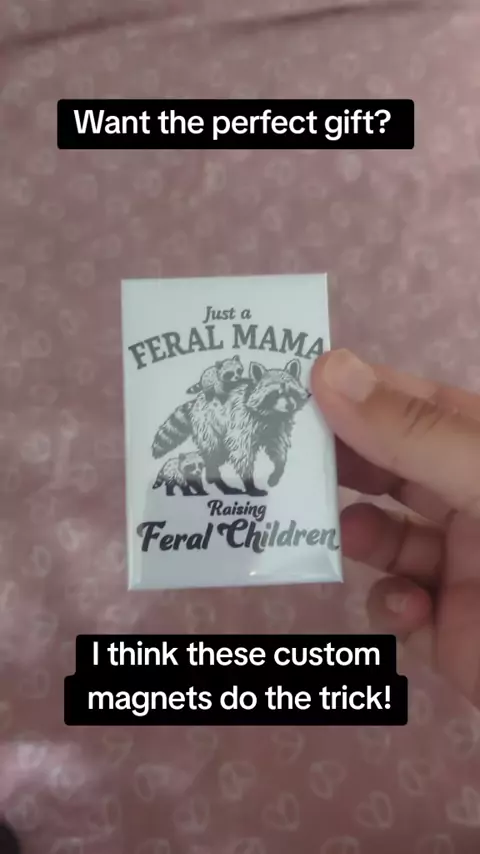 Want the perfect gift?
Just a
FERAL MAMA
Raising
Feral Children
I think these custom
magnets do the trick!